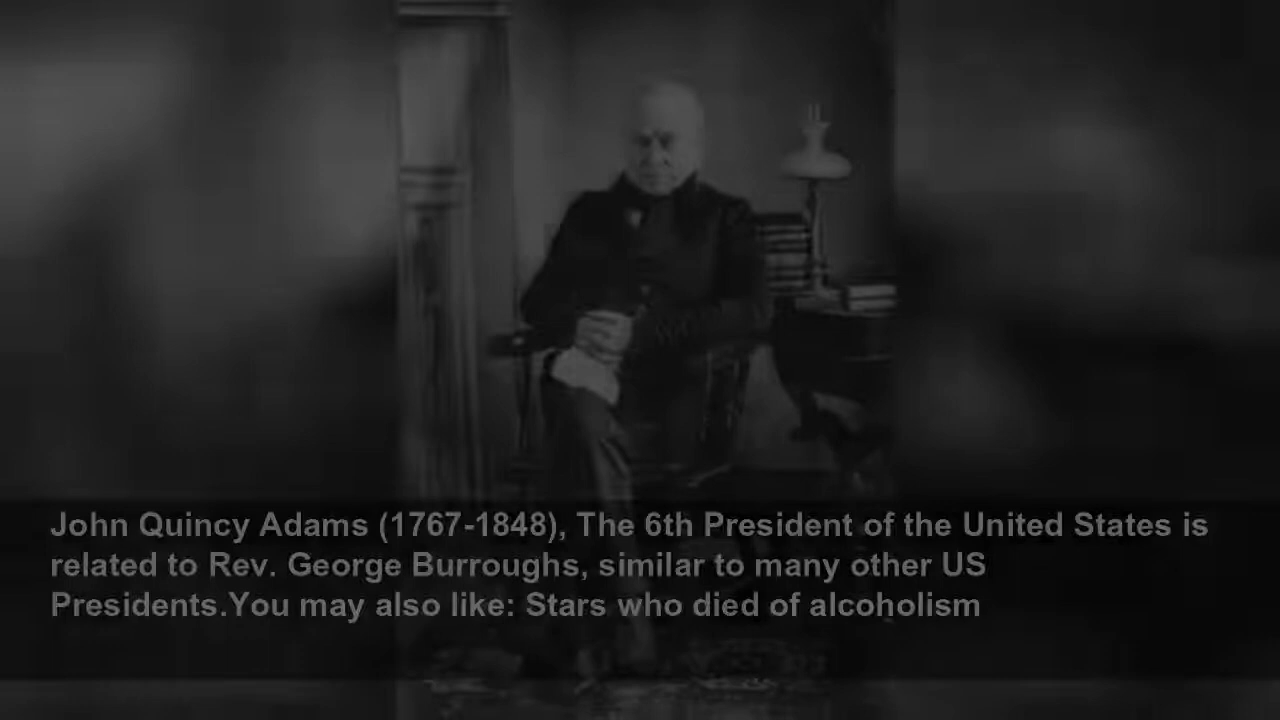 John Quincy Adams (1767-1848), The 6th President of the United States is
related to Rev. George Burroughs, similar to many other US
Presidents.You may also like: Stars who died of alcoholism